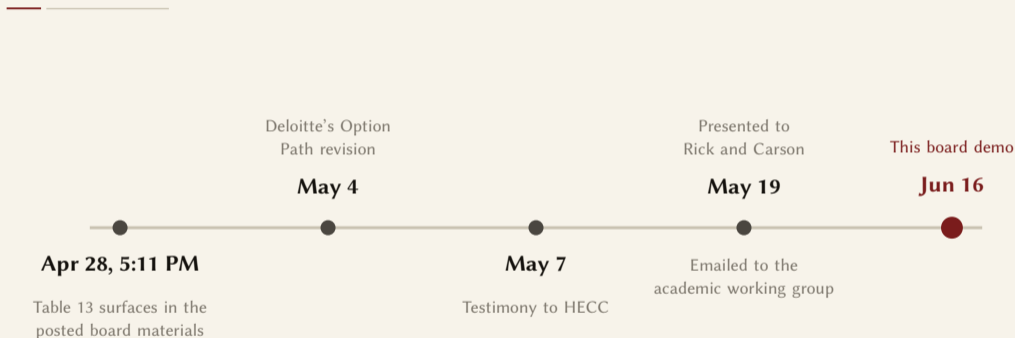 Deloitte's Option
Path revision
May 4
Presented to
Rick and Carson
May 19
This board demo
Jun 16
Apr 28, 5:11 PM
Table 13 surfaces in the
posted board materials
May 7
Testimony to HECC
Emailed to the
academic working group